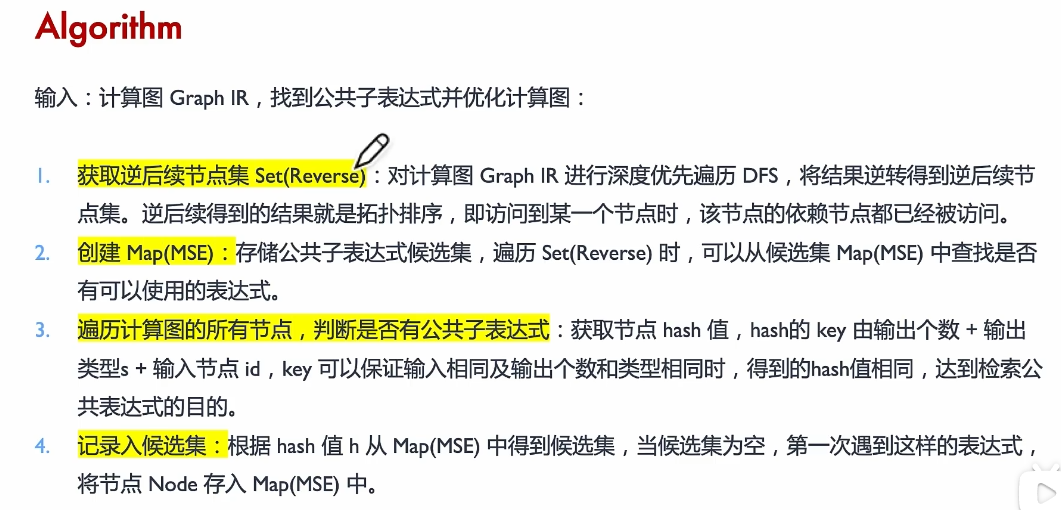 Algorithm
输入：计算图 Graph IR，找到公共子表达式并优化计算图：
1. 获取逆后续节点集 Set(Reverse)：对计算图 Graph IR 进行深度优先遍历 DFS，将结果逆转得到逆后续节
点集。逆后续得到的结果就是拓扑排序，即访问到某一个节点时，该节点的依赖节点都已经被访问。
2. 创建 Map(MSE)：存储公共子表达式候选集，遍历 Set(Reverse) 时，可以从候选集 Map(MSE) 中查找是否
有可以使用的表达式。
3. 遍历计算图的所有节点，判断是否有公共子表达式：获取节点 hash 值，hash的 key 由输出个数 + 输出
类型s + 输入节点 id，key 可以保证输入相同及输出个数和类型相同时，得到的hash值相同，达到检索公
共表达式的目的。
4. 记录入候选集：根据 hash 值 h 从 Map(MSE) 中得到候选集，当候选集为空，第一次遇到这样的表达式，
将节点 Node 存入 Map(MSE) 中。